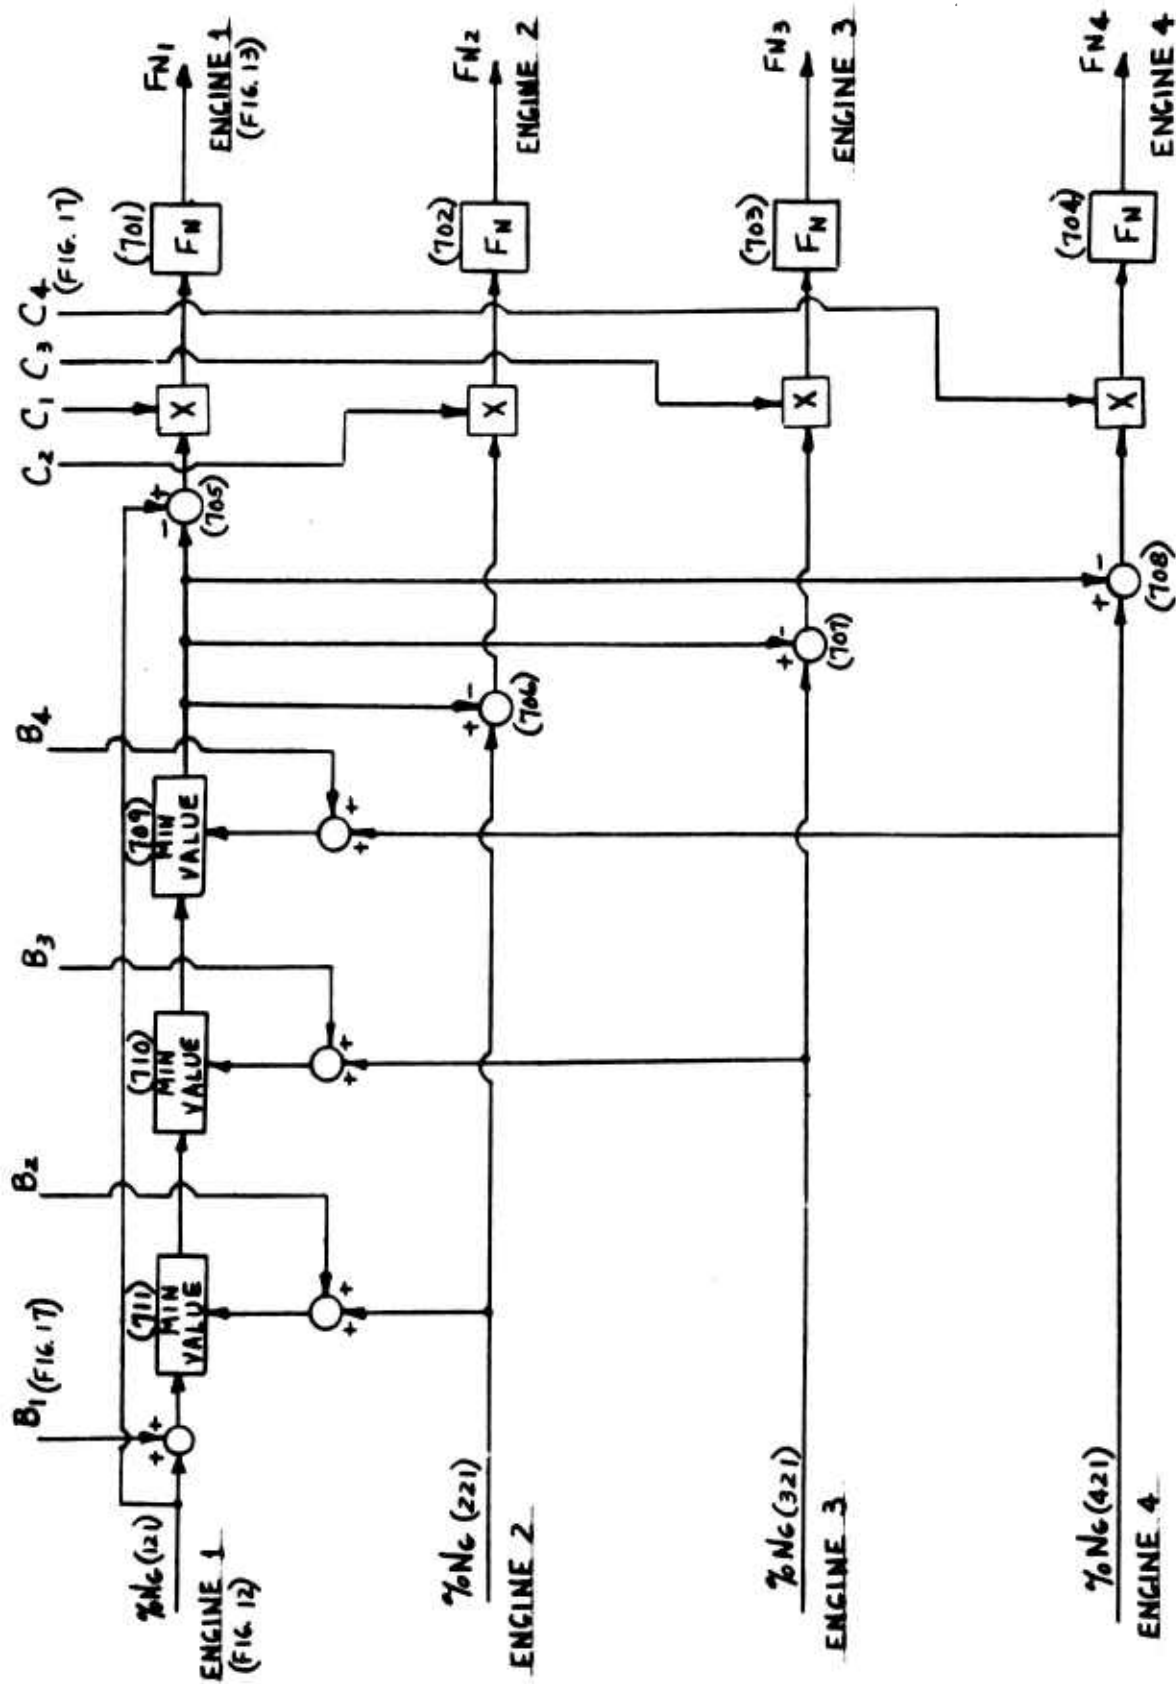 B1 (FIG. 17)
B2
B3
B4
C2
C1
C3
C4
(FIG. 17)
%NG (121)
ENGINE 1
(FIG. 12)
+
+
(711)
MIN
VALUE
+
+
(710)
MIN
VALUE
+
+
(709)
MIN
VALUE
+
+
-
+
(705)
X
(701)
FN
FN1
ENGINE 1
(FIG. 13)
%NG (221)
ENGINE 2
+
-
(706)
X
(702)
FN
FN2
ENGINE 2
%NG (321)
ENGINE 3
+
-
(707)
X
(703)
FN
FN3
ENGINE 3
%NG (421)
ENGINE 4
+
-
(708)
X
(704)
FN
FN4
ENGINE 4